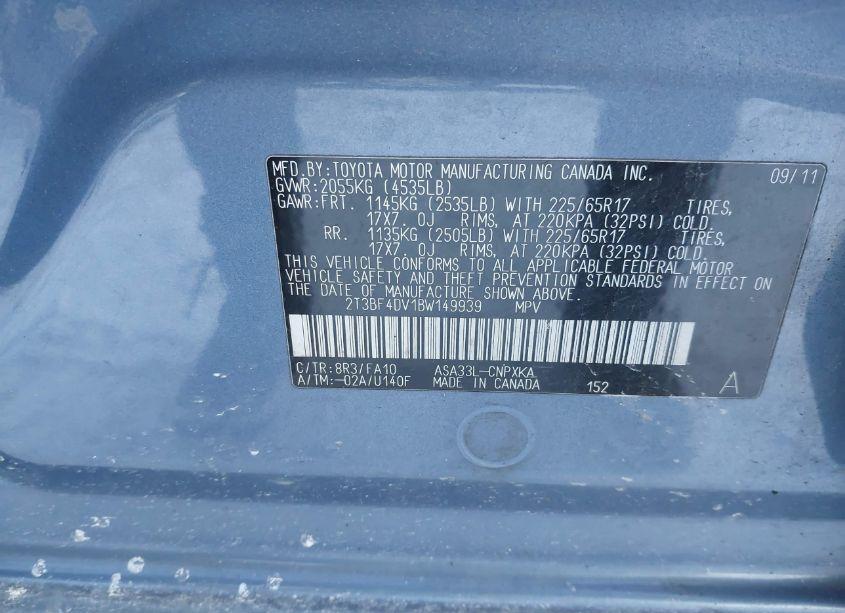 MFD.BY:TOYOTA MOTOR MANUFACTURING CANADA INC. 09/11
GVWR:2055KG (4535LB)
GAWR:FRT. 1145KG (2535LB) WITH 225/65R17 TIRES,
17X7.0J RIMS, AT 220KPA (32PSI) COLD.
RR. 1135KG (2505LB) WITH 225/65R17 TIRES,
17X7.0J RIMS, AT 220KPA (32PSI) COLD.
THIS VEHICLE CONFORMS TO ALL APPLICABLE FEDERAL MOTOR
VEHICLE SAFETY AND THEFT PREVENTION STANDARDS IN EFFECT ON
THE DATE OF MANUFACTURE SHOWN ABOVE.
2T3BF4DV1BW149939 MPV
C/TR:8R3/FA10 ASA33L-CNPXKA
A/TM:-02A/U140F MADE IN CANADA 152 A